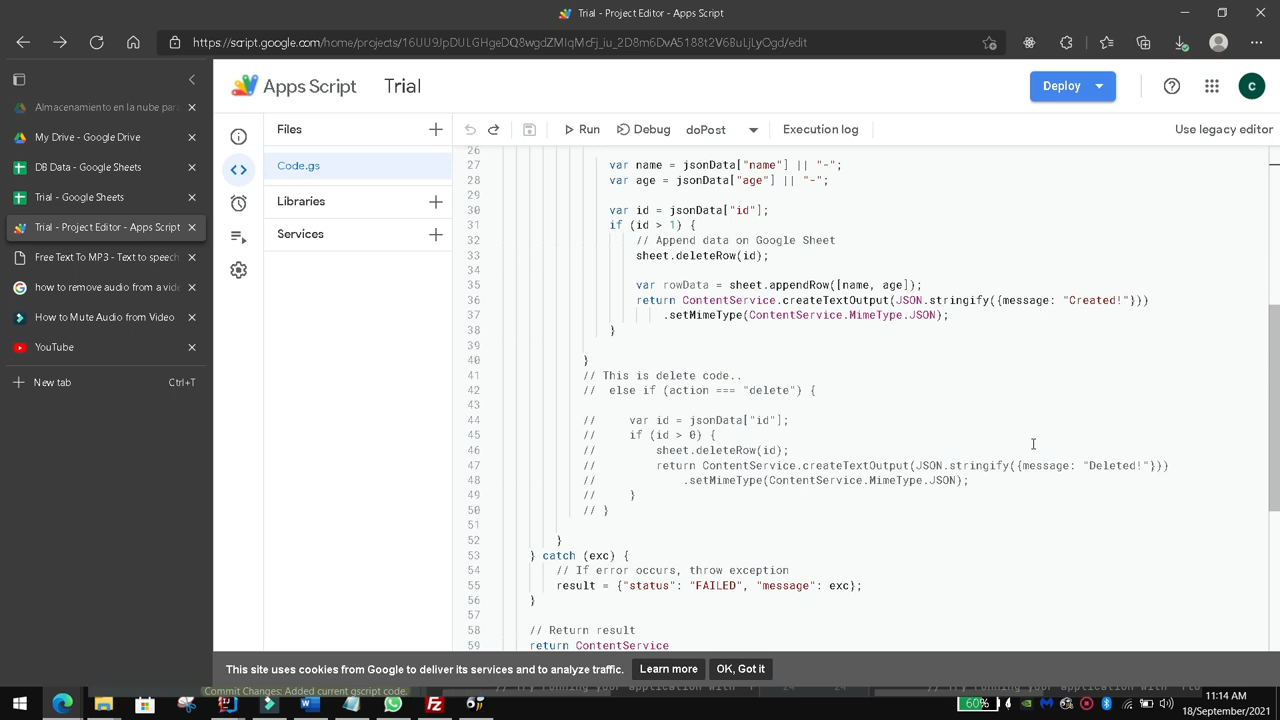 Trial - Project Editor - Apps Script
https://script.google.com/home/projects/16UU9JpDULGHgeDQ8wgdZMlqMcFj_iu_2D8m6DvA5188t2V6BuLjLyOgd/edit
Almacenamiento en la nube para
My Drive - Google Drive
DB Data - Google Sheets
Trial - Google Sheets
Trial - Project Editor - Apps Script
Free Text To MP3 - Text to speech
how to remove audio from a vide
How to Mute Audio from Video
YouTube
New tab
Ctrl+T
Apps Script
Trial
Deploy
C
Files
Run
Debug
doPost
Execution log
Use legacy editor
Code.gs
Libraries
Services
26
27 var name = jsonData["name"] || "-";
28 var age = jsonData["age"] || "-";
29
30 var id = jsonData["id"];
31 if (id > 1) {
32 // Append data on Google Sheet
33 sheet.deleteRow(id);
34
35 var rowData = sheet.appendRow([name, age]);
36 return ContentService.createTextOutput(JSON.stringify({message: "Created!"}))
37 .setMimeType(ContentService.MimeType.JSON);
38 }
39
40 }
41 // This is delete code..
42 // else if (action === "delete") {
43
44 // var id = jsonData["id"];
45 // if (id > 0) {
46 // sheet.deleteRow(id);
47 // return ContentService.createTextOutput(JSON.stringify({message: "Deleted!"}))
48 // .setMimeType(ContentService.MimeType.JSON);
49 // }
50 // }
51
52 }
53 } catch (exc) {
54 // If error occurs, throw exception
55 result = {"status": "FAILED", "message": exc};
56 }
57
58 // Return result
59 return ContentService
This site uses cookies from Google to deliver its services and to analyze traffic.
Learn more
OK, Got it
Commit Changes: Added current gscript code.
60%
11:14 AM
18/September/2021